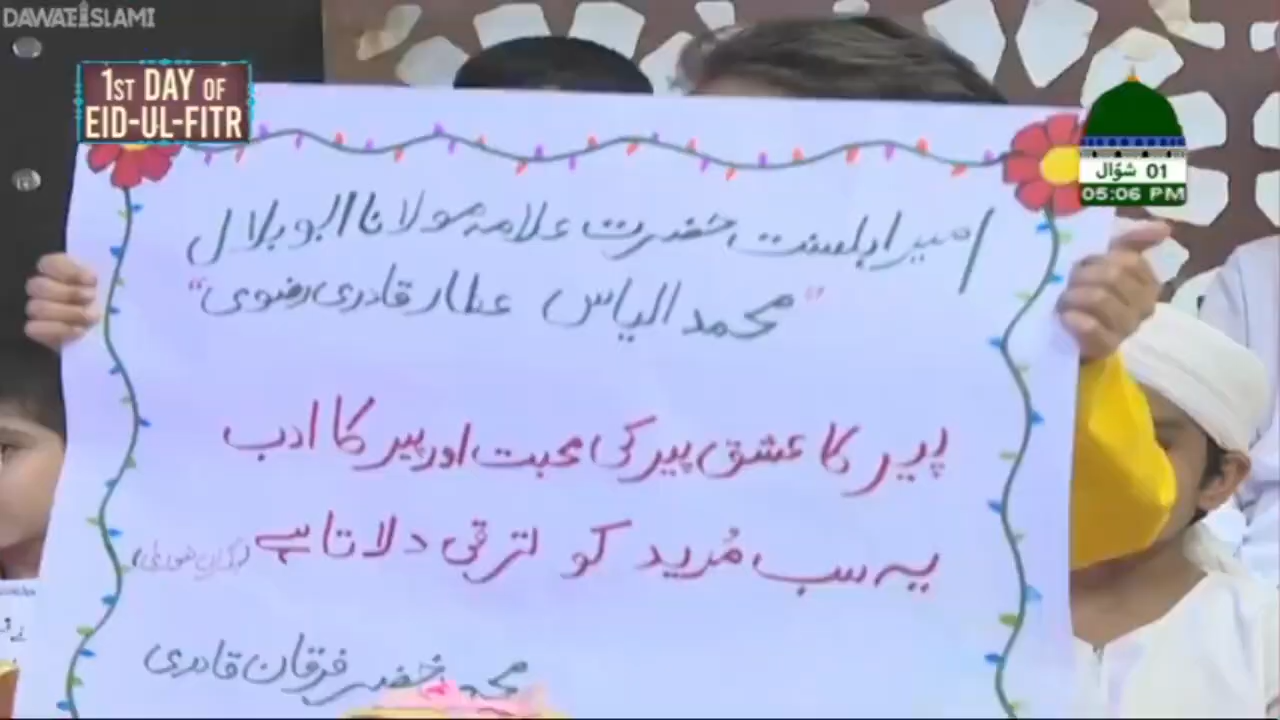 DAWATEISLAMI
1ST DAY OF
EID-UL-FITR
01 شوّال
05:06 PM
امیر اہلسنت حضرت علامہ مولانا ابو بلال
"محمد الیاس عطار قادری رضوی"
پیر کا عشق پیر کی محبت اور پیر کا ادب
یہ سب مُرید کو ترقی دلاتا ہے
محمد خضر فرقان قادری